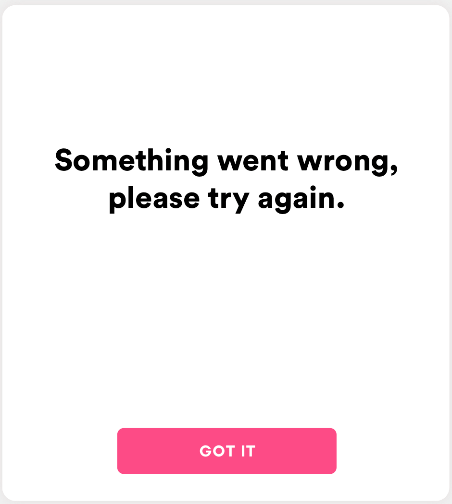 Something went wrong,
please try again.
GOT IT